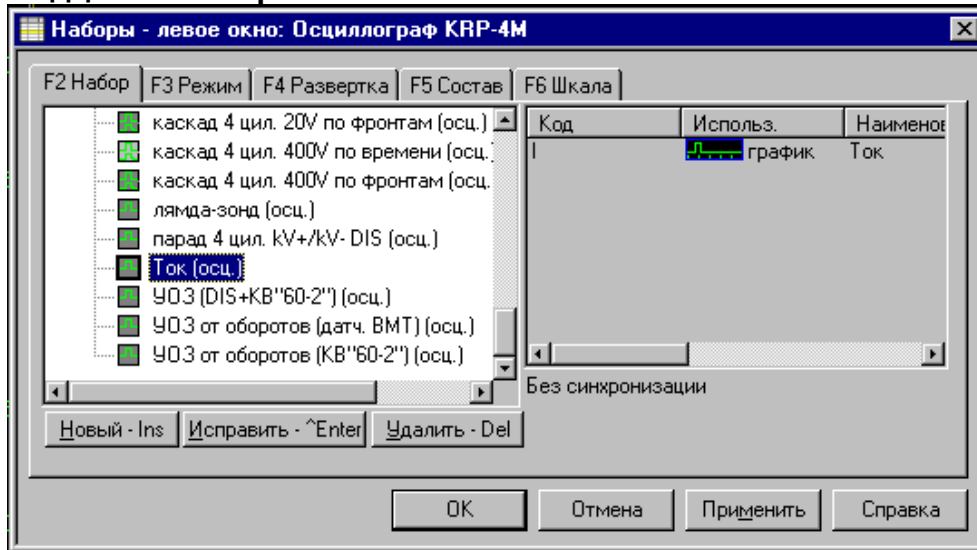 Наборы - левое окно: Осциллограф KRP-4M
F2 Набор F3 Режим F4 Развертка F5 Состав F6 Шкала
каскад 4 цил. 20V по фронтам (осц.)
каскад 4 цил. 400V по времени (осц.
каскад 4 цил. 400V по фронтам (осц.
лямда-зонд (осц.)
парад 4 цил. kV+/kV- DIS (осц.)
Ток (осц.)
УОЗ (DIS+КВ"60-2") (осц.)
УОЗ от оборотов (датч. ВМТ) (осц.)
УОЗ от оборотов (КВ"60-2") (осц.)
Код Использ. Наименов
I график Ток
Без синхронизации
Новый - Ins Исправить - ^Enter Удалить - Del
OK Отмена Применить Справка